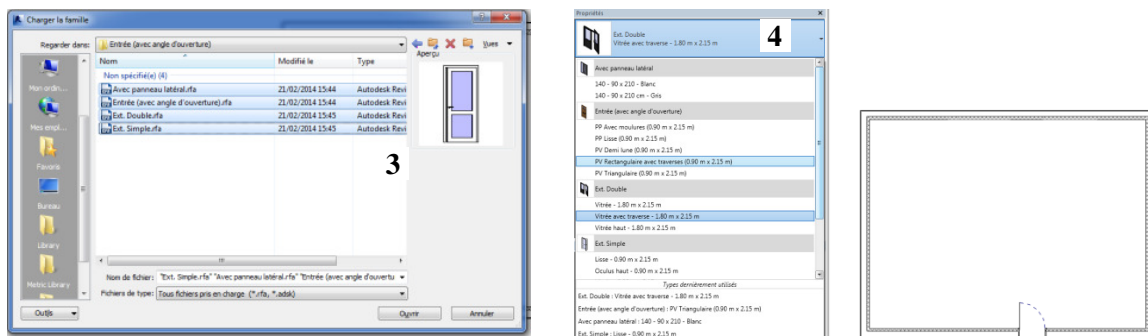 Charger la famille
Regarder dans: Entrée (avec angle d'ouverture) Vues
Aperçu
Nom Modifié le Type
Non spécifié(e) (4)
Avec panneau latéral.rfa 21/02/2014 15:44 Autodesk Revi
Entrée (avec angle d'ouverture).rfa 21/02/2014 15:44 Autodesk Revi
Ext. Double.rfa 21/02/2014 15:45 Autodesk Revi
Ext. Simple.rfa 21/02/2014 15:45 Autodesk Revi
Mon ordin...
Mes empl...
Favoris
Bureau
Library
Metric Library
3
Nom de fichier: "Ext. Simple.rfa" "Avec panneau latéral.rfa" "Entrée (avec angle d'ouvertu
Fichiers de type: Tous fichiers pris en charge (*.rfa, *.adsk)
Outils Ouvrir Annuler
Propriétés
Ext. Double
Vitrée avec traverse - 1.80 m x 2.15 m
4
Avec panneau latéral
140 - 90 x 210 - Blanc
140 - 90 x 210 cm - Gris
Entrée (avec angle d'ouverture)
PP Avec moulures (0.90 m x 2.15 m)
PP Lisse (0.90 m x 2.15 m)
PV Demi lune (0.90 m x 2.15 m)
PV Rectangulaire avec traverses (0.90 m x 2.15 m)
PV Triangulaire (0.90 m x 2.15 m)
Ext. Double
Vitrée - 1.80 m x 2.15 m
Vitrée avec traverse - 1.80 m x 2.15 m
Vitrée haut - 1.80 m x 2.15 m
Ext. Simple
Lisse - 0.90 m x 2.15 m
Oculus haut - 0.90 m x 2.15 m
Types dernièrement utilisés
Ext. Double : Vitrée avec traverse - 1.80 m x 2.15 m
Entrée (avec angle d'ouverture) : PV Triangulaire (0.90 m x 2.15 m)
Avec panneau latéral : 140 - 90 x 210 - Blanc
Ext. Simple : Lisse - 0.90 m x 2.15 m